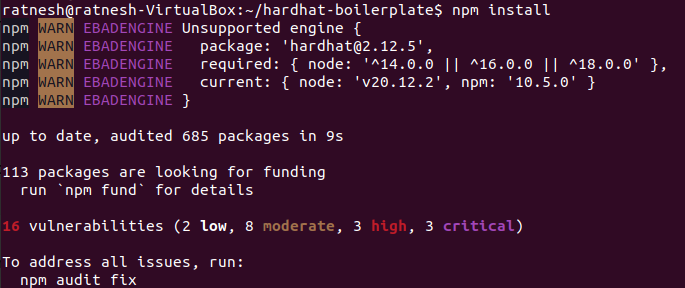 ratnesh@ratnesh-VirtualBox:~/hardhat-boilerplate$ npm install
npm WARN EBADENGINE Unsupported engine {
npm WARN EBADENGINE   package: 'hardhat@2.12.5',
npm WARN EBADENGINE   required: { node: '^14.0.0 || ^16.0.0 || ^18.0.0' },
npm WARN EBADENGINE   current: { node: 'v20.12.2', npm: '10.5.0' }
npm WARN EBADENGINE }
up to date, audited 685 packages in 9s
113 packages are looking for funding
  run `npm fund` for details
16 vulnerabilities (2 low, 8 moderate, 3 high, 3 critical)
To address all issues, run:
  npm audit fix